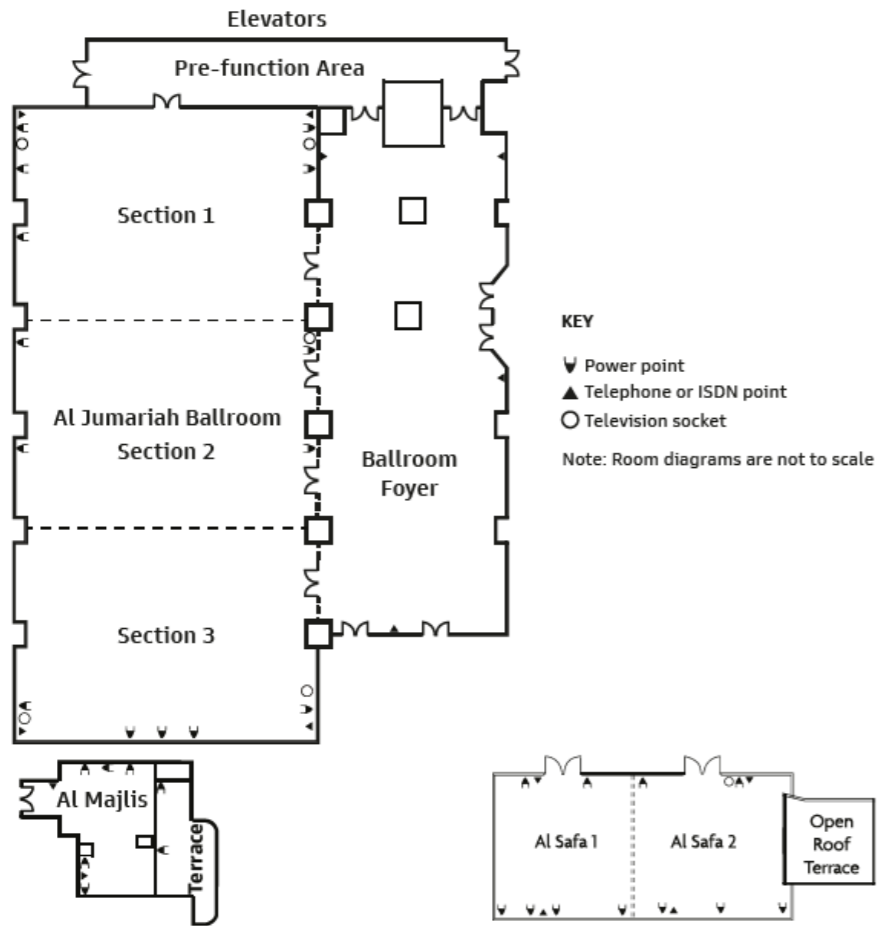 Elevators
Pre-function Area
Section 1
Al Jumariah Ballroom
Section 2
Ballroom
Foyer
Section 3
KEY
Power point
Telephone or ISDN point
Television socket
Note: Room diagrams are not to scale
Al Majlis
Terrace
Al Safa 1
Al Safa 2
Open
Roof
Terrace